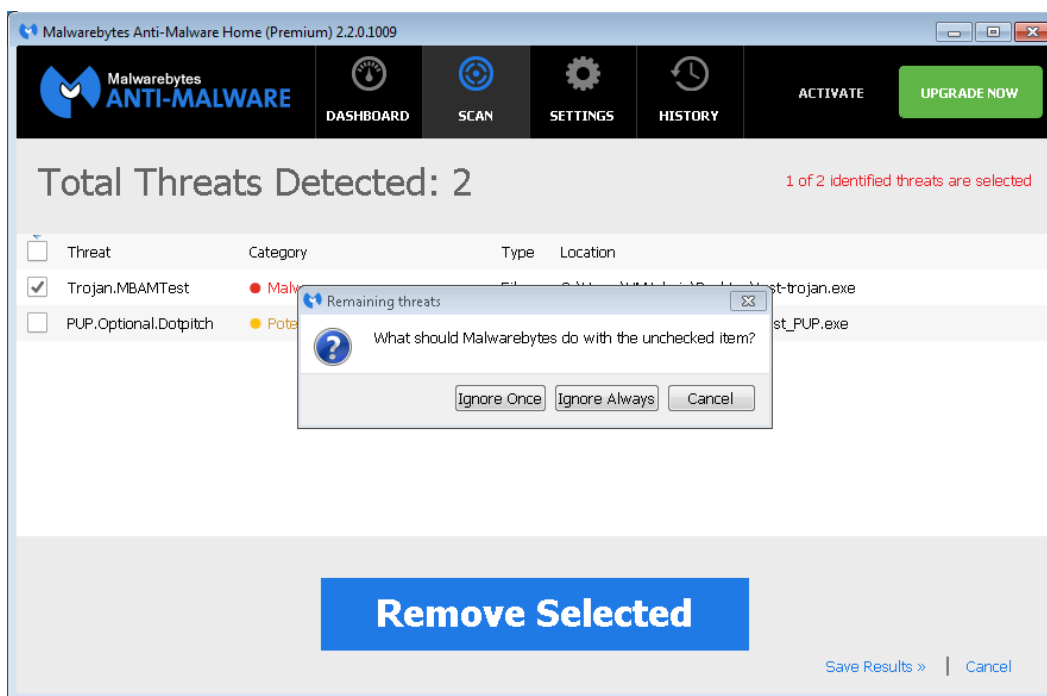 Malwarebytes Anti-Malware Home (Premium) 2.2.0.1009
Malwarebytes
ANTI-MALWARE
DASHBOARD
SCAN
SETTINGS
HISTORY
ACTIVATE
UPGRADE NOW
Total Threats Detected: 2
1 of 2 identified threats are selected
Threat Category Type Location
Trojan.MBAMTest st-trojan.exe
PUP.Optional.Dotpitch st_PUP.exe
Remaining threats
What should Malwarebytes do with the unchecked item?
Ignore Once Ignore Always Cancel
Remove Selected
Save Results » | Cancel